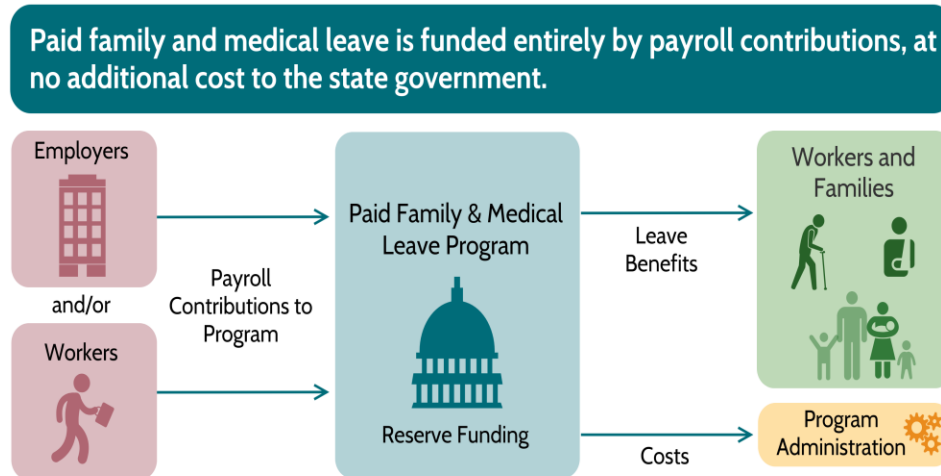 Paid family and medical leave is funded entirely by payroll contributions, at
no additional cost to the state government.
Employers
and/or
Workers
Payroll
Contributions to
Program
Paid Family & Medical
Leave Program
Reserve Funding
Leave
Benefits
Costs
Workers and
Families
Program
Administration